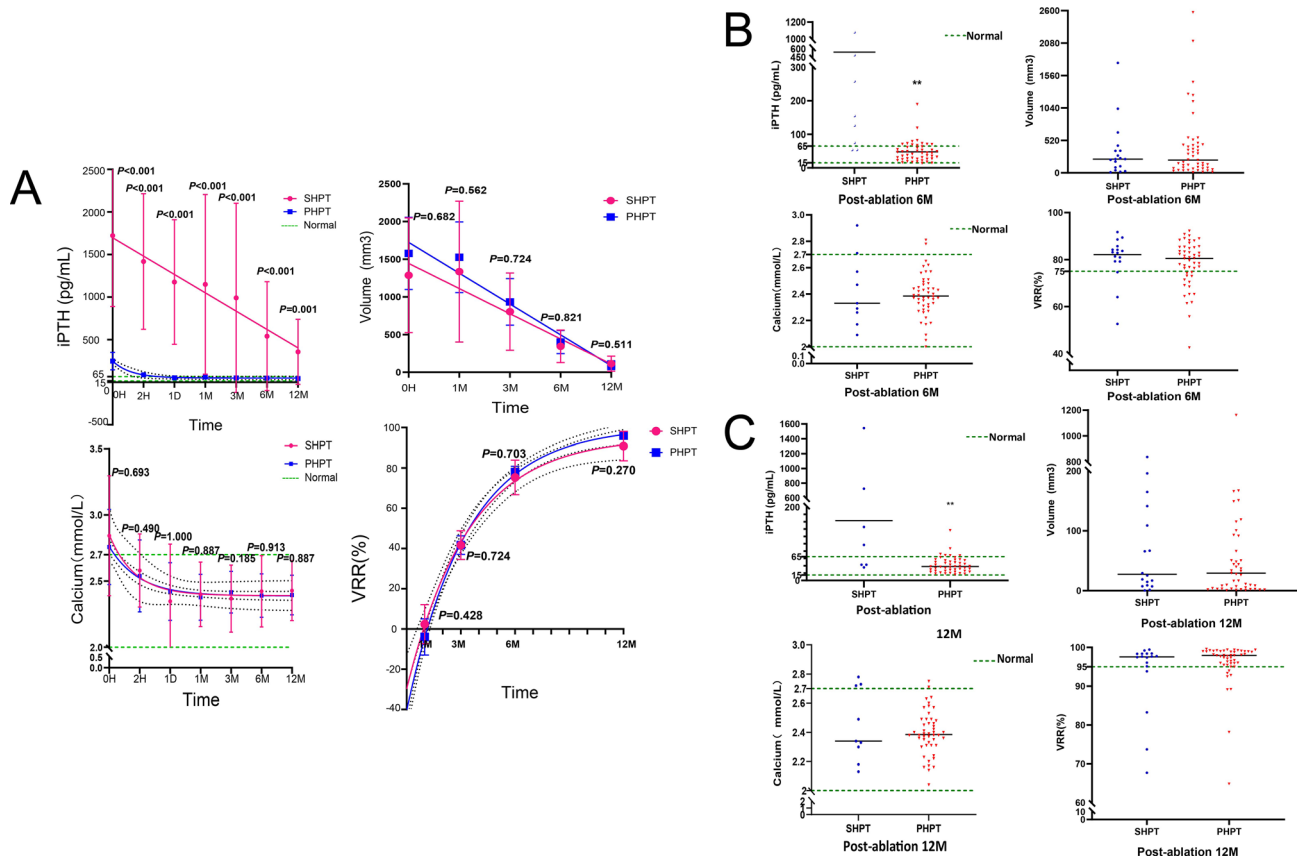 A
2500
2000
1500
1000
500
65
15
0
-500
iPTH (pg/mL)
P<0.001
P<0.001
P<0.001
P<0.001
P<0.001
P<0.001
P=0.001
SHPT
PHPT
Normal
0H 2H 1D 1M 3M 6M 12M
Time
3000
2500
2000
1500
1000
500
0
Volume (mm3)
P=0.682
P=0.562
P=0.724
P=0.821
P=0.511
SHPT
PHPT
0H 1M 3M 6M 12M
Time
3.5
3.0
2.7
2.5
2.0
0.5
0.0
Calcium(mmol/L)
P=0.693
P=0.490
P=1.000
P=0.887
P=0.185
P=0.913
P=0.887
SHPT
PHPT
Normal
0H 2H 1D 1M 3M 6M 12M
Time
100
80
60
40
20
0
-20
-40
VRR(%)
P=0.428
P=0.724
P=0.703
P=0.270
SHPT
PHPT
3M 6M 12M
Time
B
1200
1000
600
450
300
200
100
65
15
0
iPTH (pg/mL)
**
Normal
SHPT PHPT
Post-ablation 6M
2600
2080
1560
1040
520
0
Volume (mm3)
SHPT PHPT
Post-ablation 6M
3.0
2.8
2.7
2.6
2.4
2.2
2
0.1
0.0
Calcium(mmol/L)
Normal
SHPT PHPT
Post-ablation 6M
100
80
75
60
40
VRR(%)
SHPT PHPT
Post-ablation 6M
C
1600
1400
1200
1000
800
600
200
65
15
0
iPTH (pg/mL)
**
Normal
SHPT PHPT
Post-ablation
12M
1200
1000
800
200
100
0
Volume (mm3)
SHPT PHPT
Post-ablation 12M
3.0
2.8
2.7
2.6
2.4
2.2
2
2
1
0
Calcium( mmol/L)
Normal
SHPT PHPT
Post-ablation 12M
100
95
90
80
70
60
10
0
VRR(%)
SHPT PHPT
Post-ablation 12M